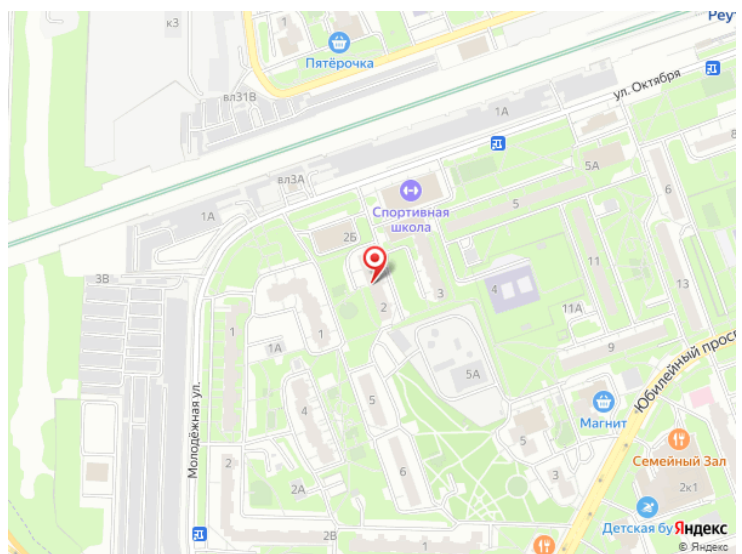 к3
1
Пятёрочка
Реут
вл31В
ул. Октября
1А
вл3А
5А
6
8
Спортивная
школа
5
1А
2Б
11
3В
4
13
3
2
11А
1
1
1А
9
5А
Юбилейный просп
Молодёжная ул.
5
4
Магнит
5
2
6
3
Семейный Зал
2А
2к1
2В
1
Детская бу
Яндекс
© Яндекс